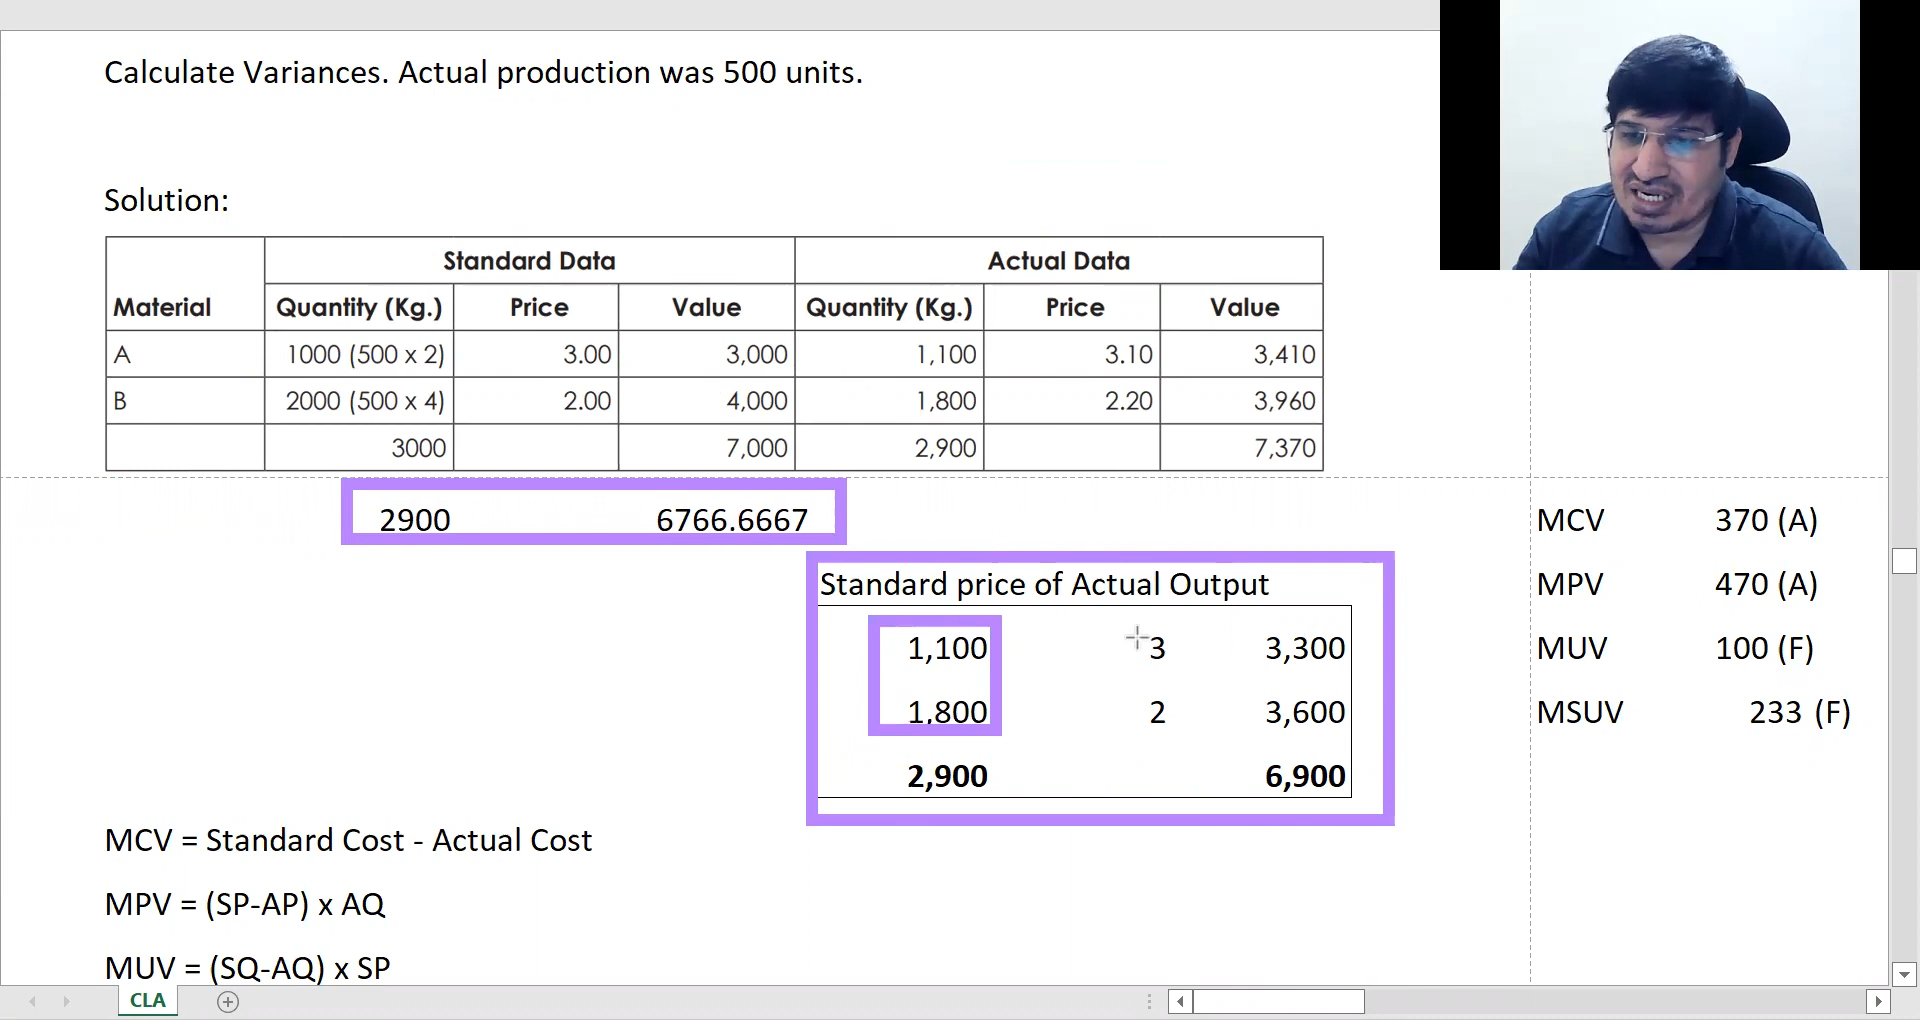 Calculate Variances. Actual production was 500 units.
Solution:
Standard Data Actual Data
Material Quantity (Kg.) Price Value Quantity (Kg.) Price Value
A 1000 (500 x 2) 3.00 3,000 1,100 3.10 3,410
B 2000 (500 x 4) 2.00 4,000 1,800 2.20 3,960
3000 7,000 2,900 7,370
2900 6766.6667 MCV 370 (A)
Standard price of Actual Output MPV 470 (A)
1,100 3 3,300 MUV 100 (F)
1,800 2 3,600 MSUV 233 (F)
2,900 6,900
MCV = Standard Cost - Actual Cost
MPV = (SP-AP) x AQ
MUV = (SQ-AQ) x SP
CLA